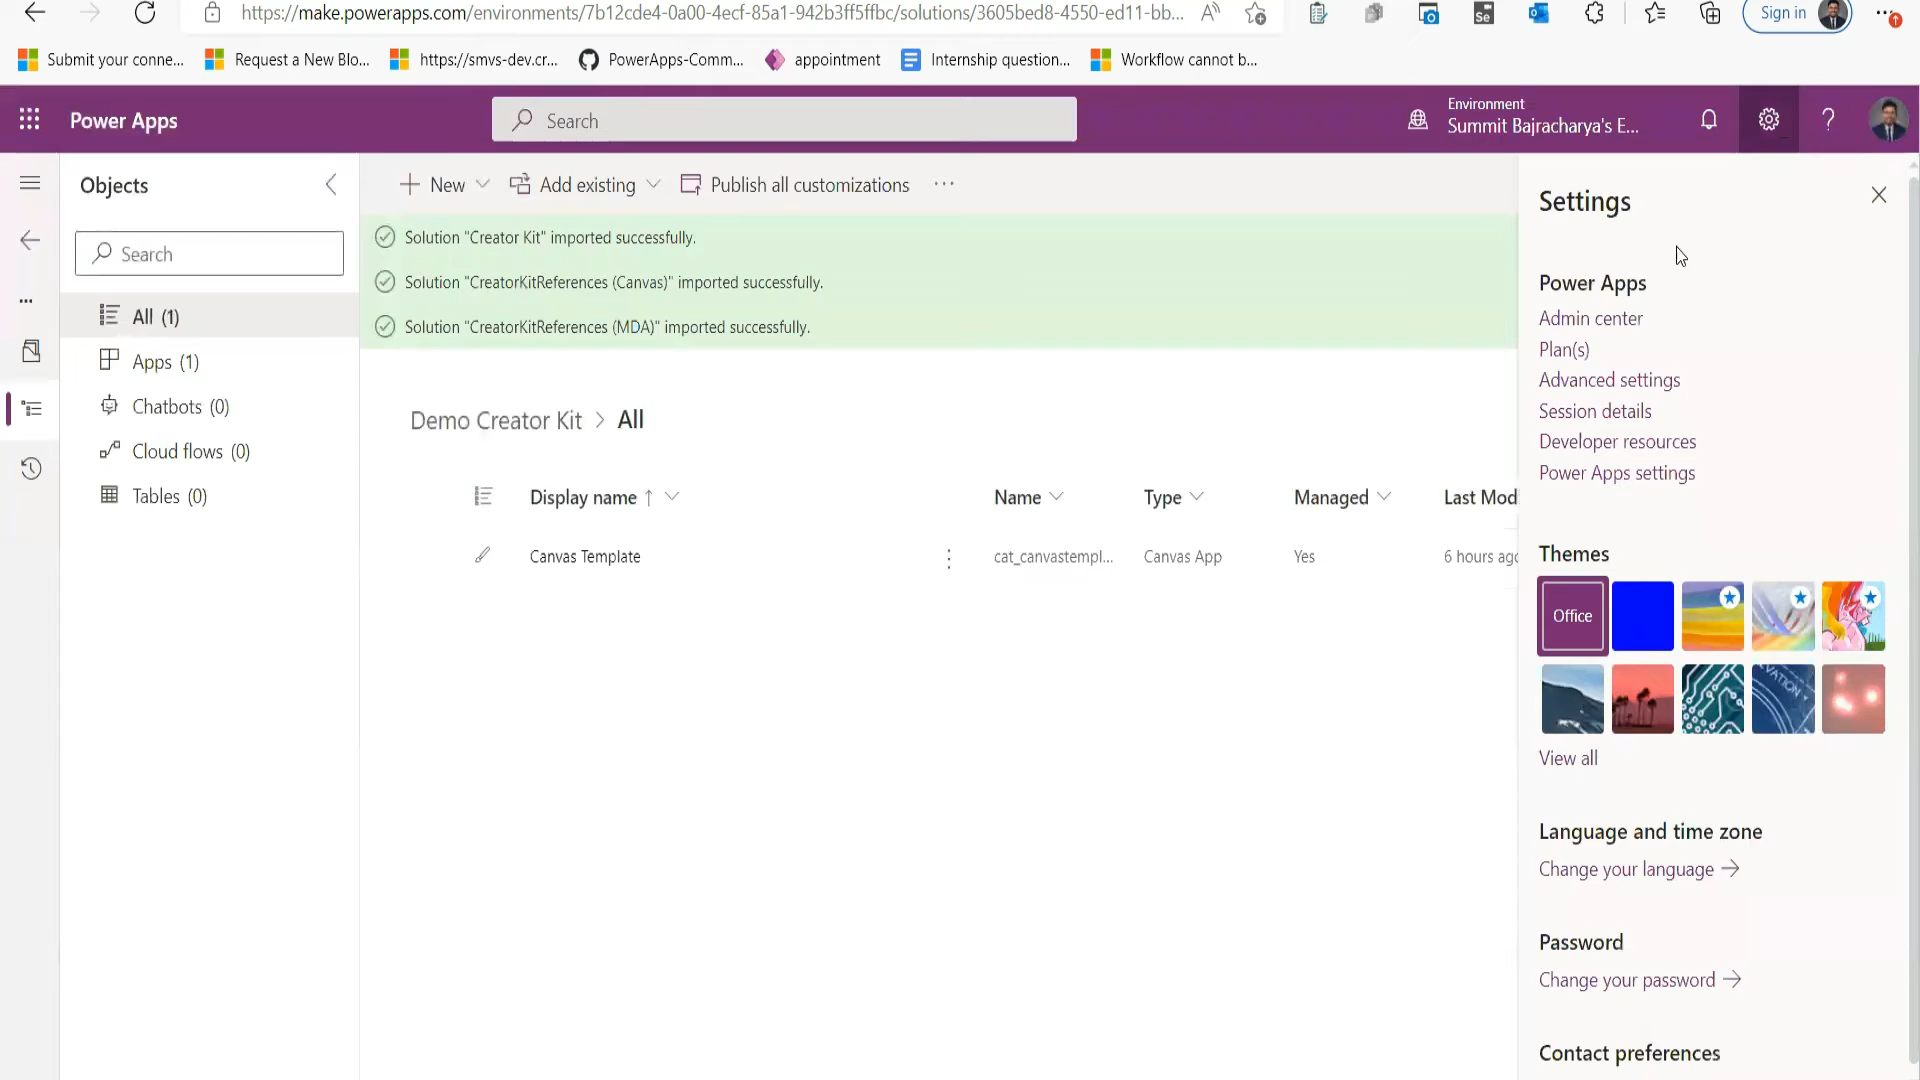 https://make.powerapps.com/environments/7b12cde4-0a00-4ecf-85a1-942b3ff5ffbc/solutions/3605bed8-4550-ed11-bb...
Sign in
Submit your conne...
Request a New Blo...
https://smvs-dev.cr...
PowerApps-Comm...
appointment
Internship question...
Workflow cannot b...
Power Apps
Search
Environment
Summit Bajracharya's E...
Objects
Search
All (1)
Apps (1)
Chatbots (0)
Cloud flows (0)
Tables (0)
New
Add existing
Publish all customizations
Solution "Creator Kit" imported successfully.
Solution "CreatorKitReferences (Canvas)" imported successfully.
Solution "CreatorKitReferences (MDA)" imported successfully.
Demo Creator Kit > All
Display name ↑
Name
Type
Managed
Last Mod
Canvas Template
cat_canvastempl...
Canvas App
Yes
6 hours ago
Settings
Power Apps
Admin center
Plan(s)
Advanced settings
Session details
Developer resources
Power Apps settings
Themes
Office
View all
Language and time zone
Change your language →
Password
Change your password →
Contact preferences